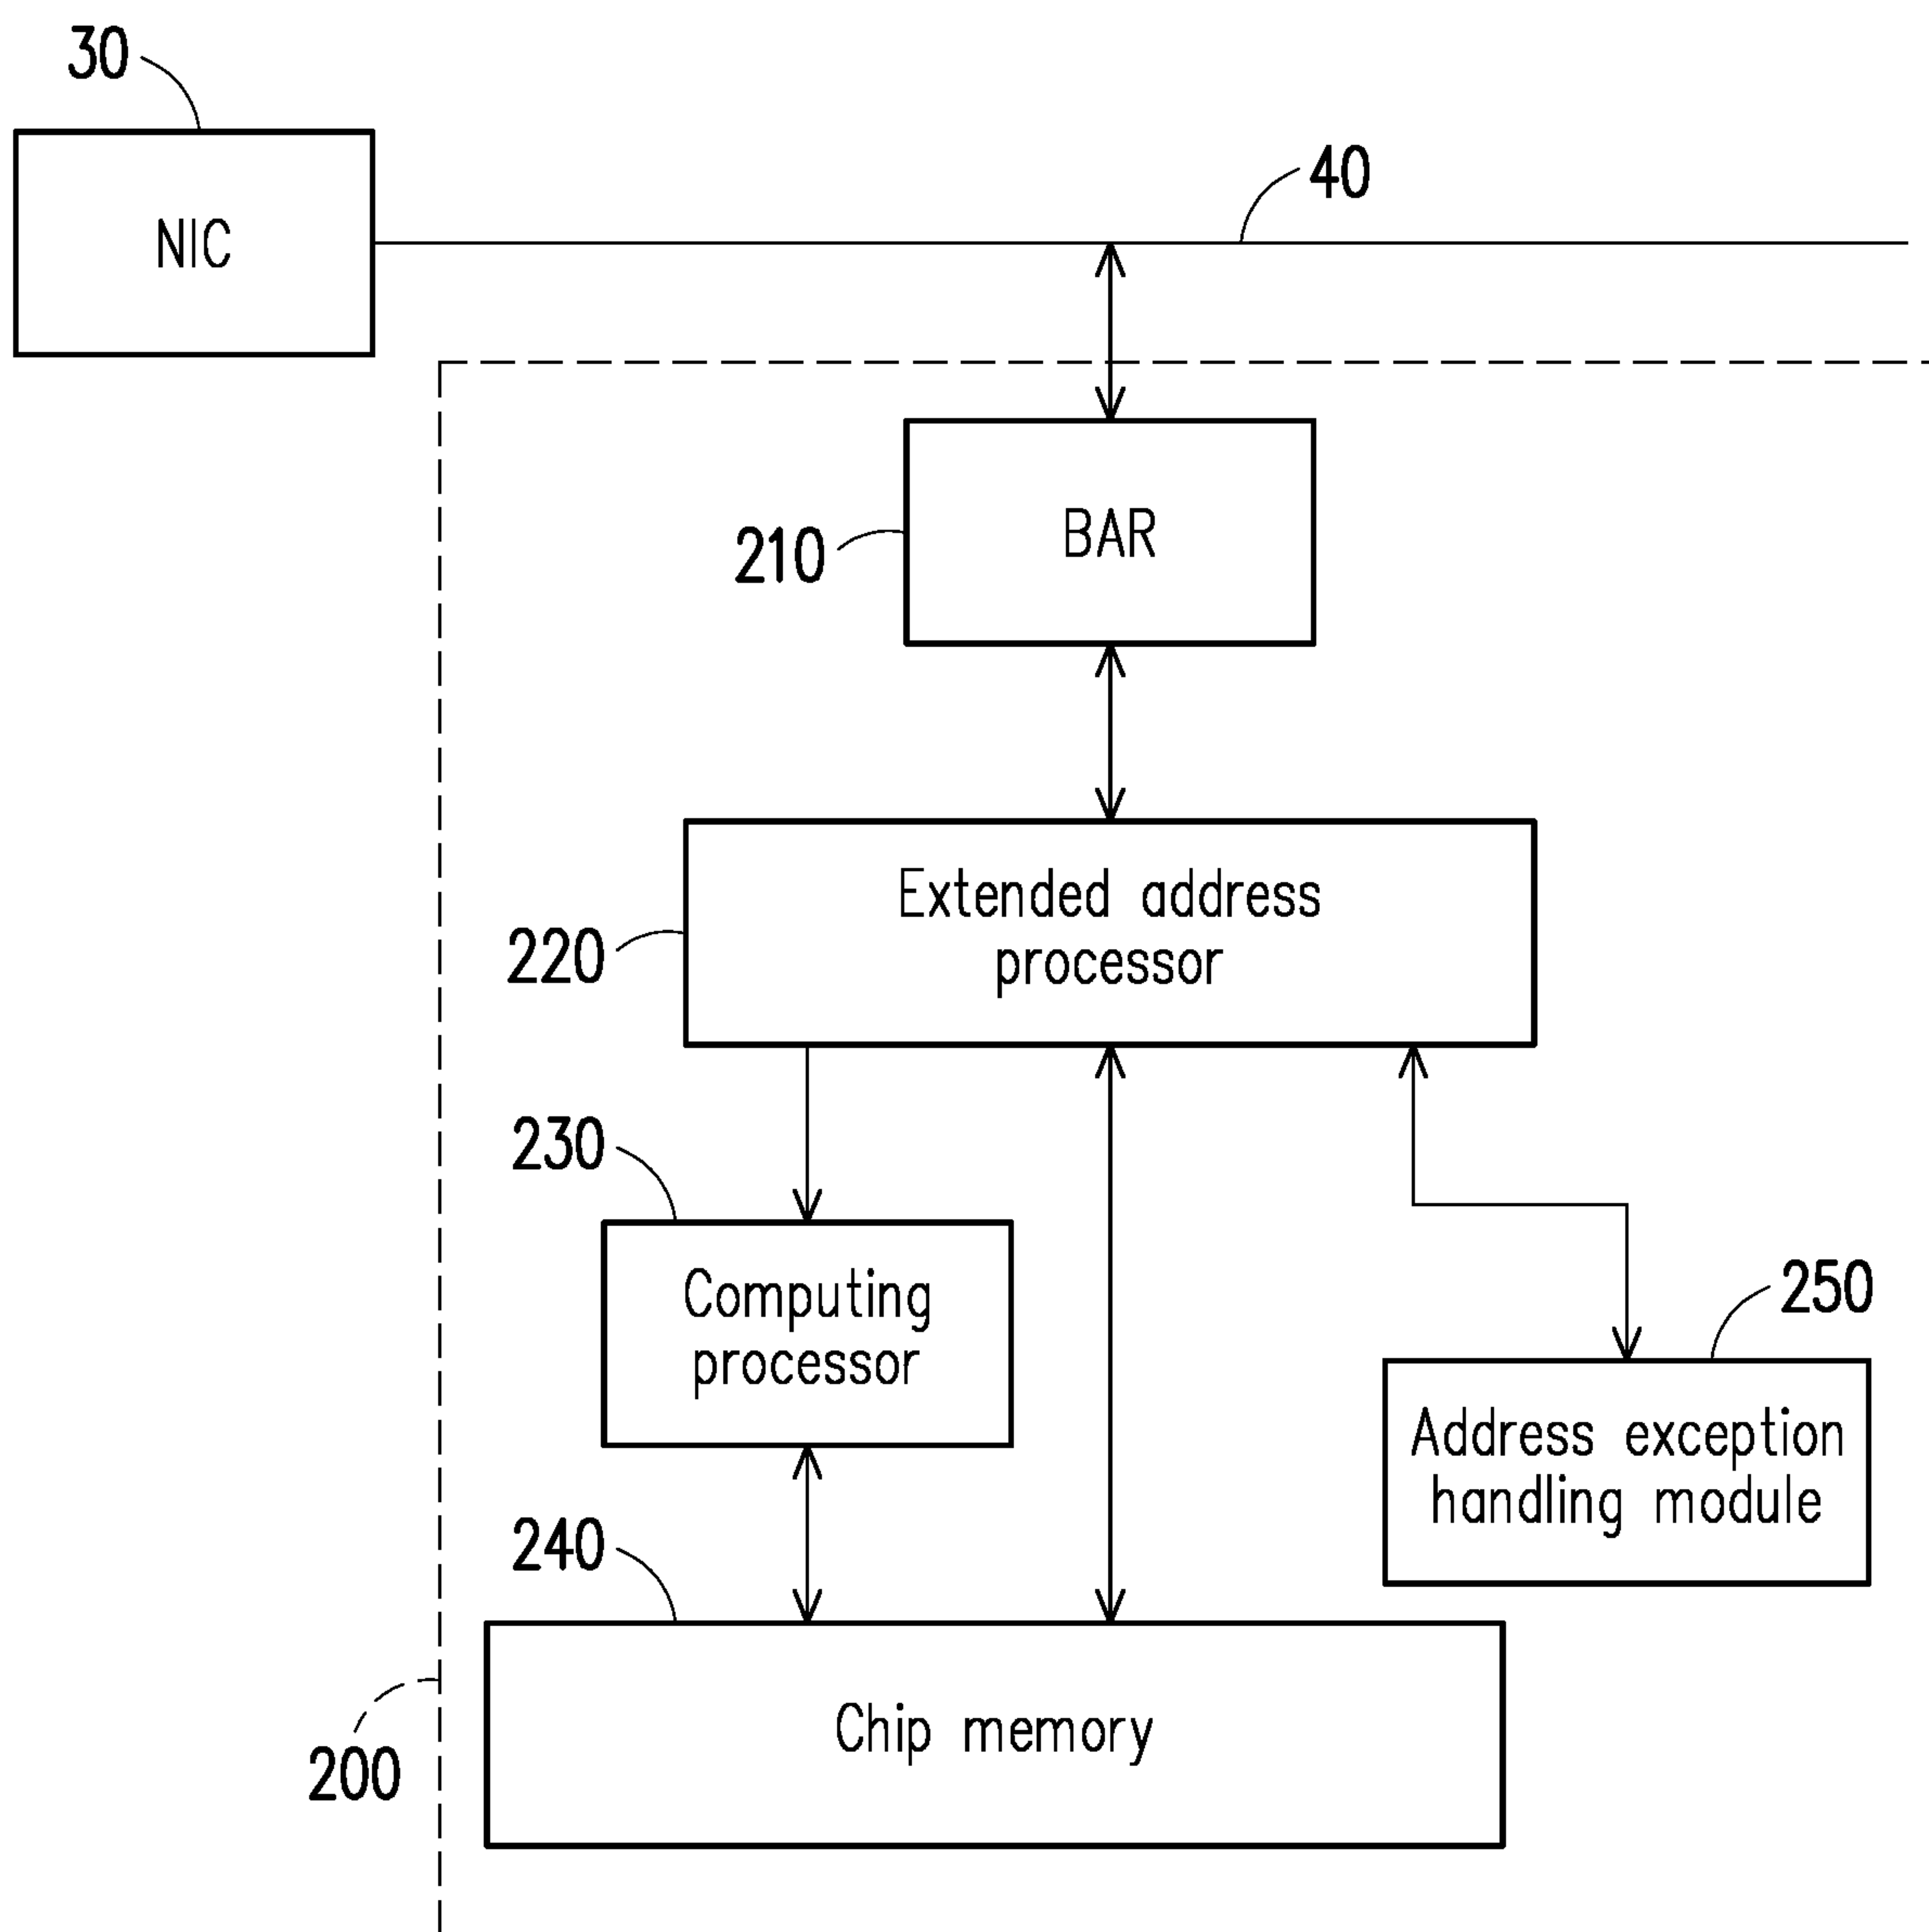 30
NIC
40
BAR
210
Extended address
processor
220
230
Computing
processor
250
Address exception
handling module
240
Chip memory
200